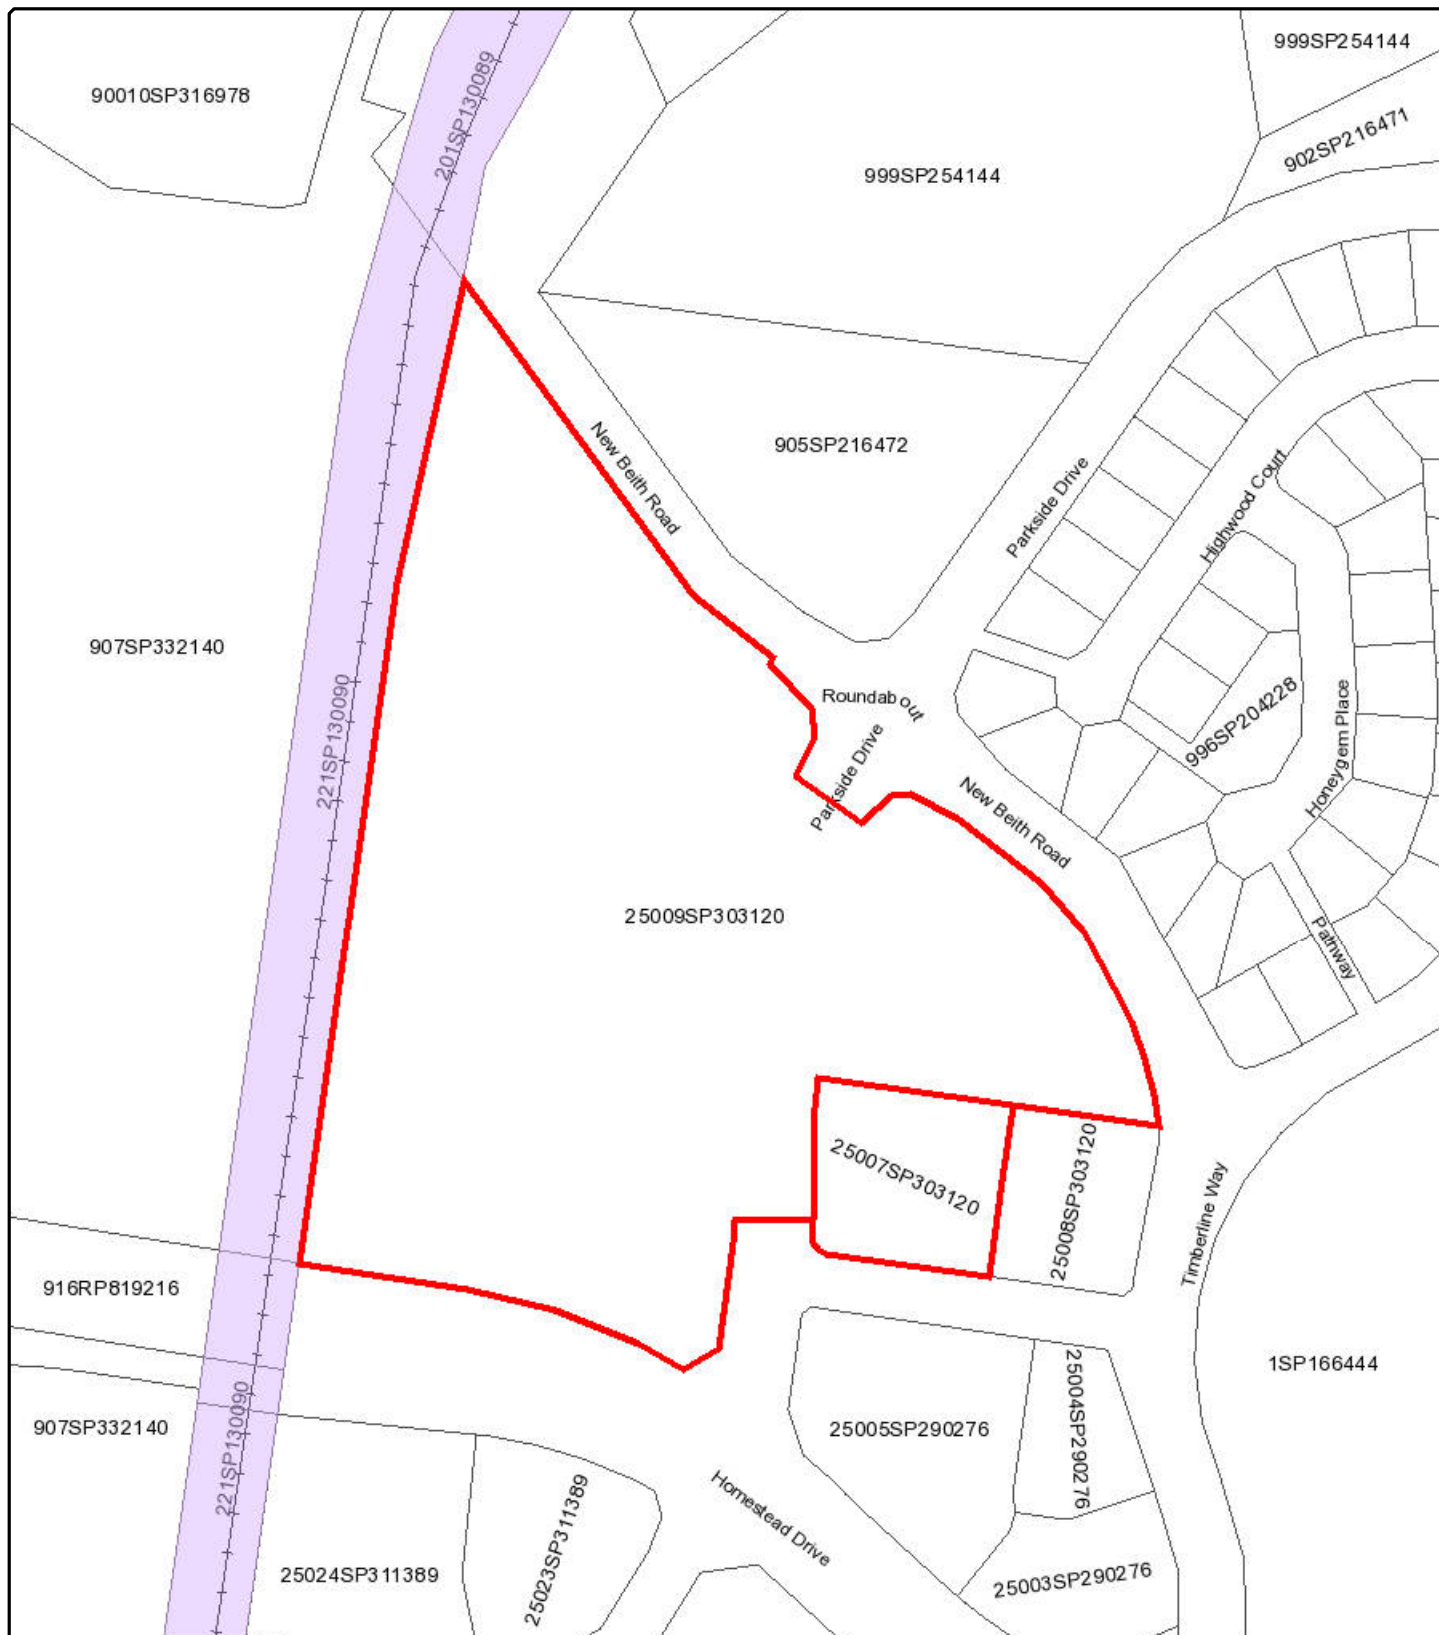 999SP254144
90010SP316978
201SP130089
902SP216471
999SP254144
905SP216472
New Beith Road
Parkside Drive
Highwood Court
907SP332140
221SP130090
Roundabout
Parkside Drive
996SP204228
Honeygem Place
New Beith Road
25009SP303120
Pathway
25007SP303120
25008SP303120
Timberline Way
916RP819216
1SP166444
907SP332140
221SP130090
25005SP290276
25004SP290276
Homestead Drive
25024SP311389
25023SP311389
25003SP290276